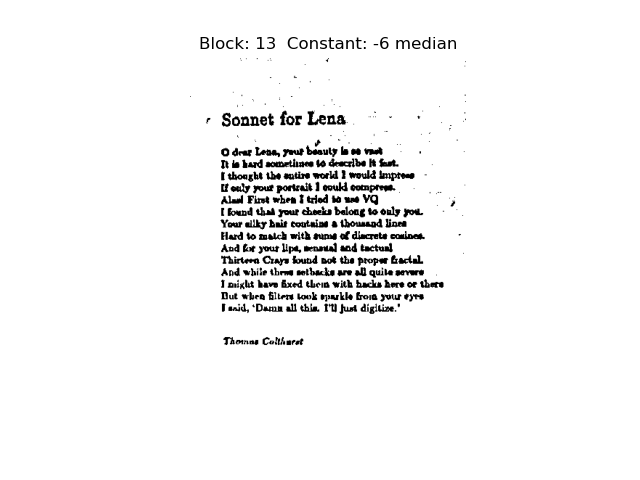 Block: 13 Constant: -6 median
Sonnet for Lena
O dear Lena, your beauty is so vast
It is hard sometimes to describe it fast.
I thought the entire world I would impress
If only your portrait I could compress.
Alas! First when I tried to use VQ
I found that your cheeks belong to only you.
Your silky hair contains a thousand lines
Hard to match with sums of discrete cosines.
And for your lips, sensual and tactual
Thirteen Crays found not the proper fractal.
And while these setbacks are all quite severe
I might have fixed them with hacks here or there
But when filters took sparkle from your eyes
I said, 'Damn all this. I'll just digitize.'
Thomas Colthurst